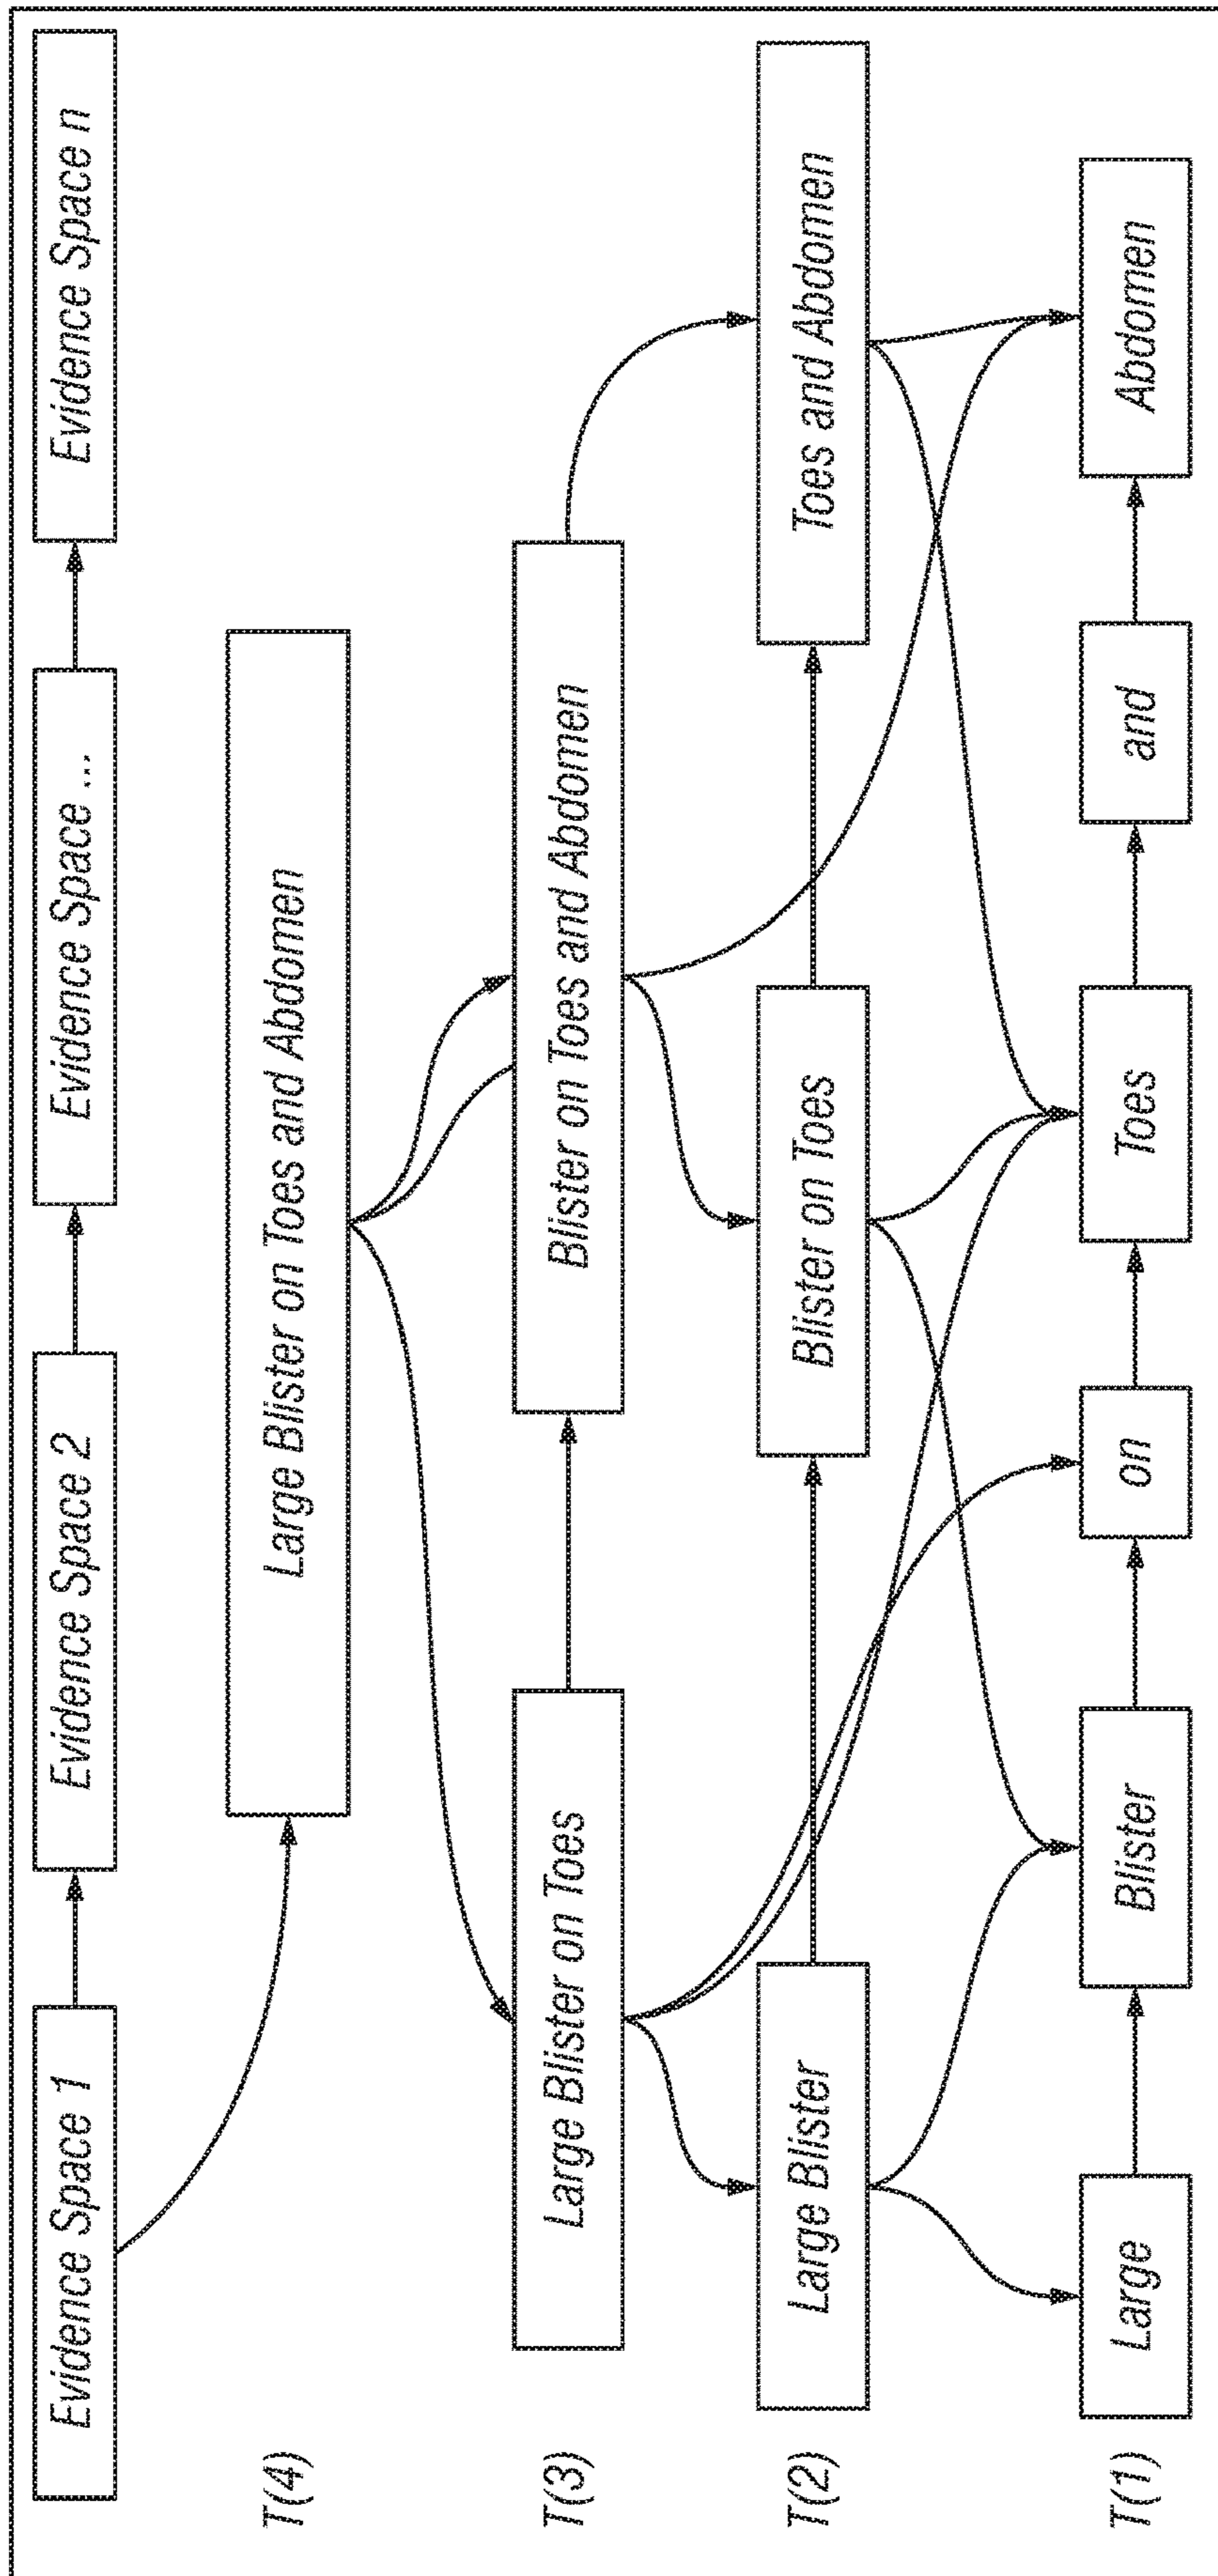 Evidence Space 1
Evidence Space 2
Evidence Space ...
Evidence Space n
T(4)
Large Blister on Toes and Abdomen
T(3)
Large Blister on Toes
Blister on Toes and Abdomen
T(2)
Large Blister
Blister on Toes
Toes and Abdomen
T(1)
Large
Blister
on
Toes
and
Abdomen